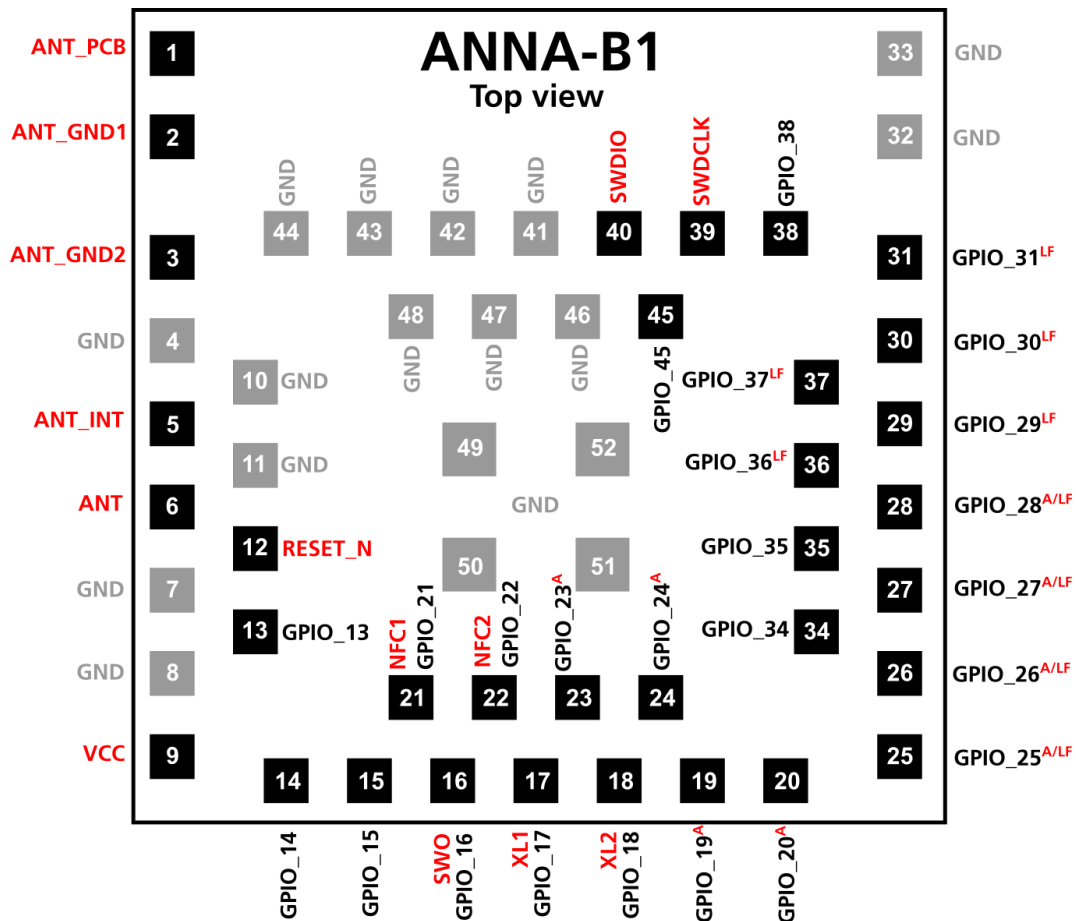 ANNA-B1
Top view
ANT_PCB 1
33 GND
ANT_GND1 2
32 GND
GND
GND
GND
GND
SWDIO
SWDCLK
GPIO_38
44 43 42 41 40 39 38
ANT_GND2 3
31 GPIO_31LF
48 47 46 45
GND
GND
GND
GPIO_45
GND 4
30 GPIO_30LF
10 GND
GPIO_37LF 37
ANT_INT 5
29 GPIO_29LF
49 52
11 GND
GPIO_36LF 36
ANT 6
28 GPIO_28A/LF
GND
12 RESET_N
GPIO_35 35
50 51
GND 7
27 GPIO_27A/LF
13 GPIO_13
GPIO_34 34
NFC1
GPIO_21
NFC2
GPIO_22
GPIO_23A
GPIO_24A
GND 8
26 GPIO_26A/LF
21 22 23 24
VCC 9
25 GPIO_25A/LF
14 15 16 17 18 19 20
GPIO_14
GPIO_15
SWO
GPIO_16
XL1
GPIO_17
XL2
GPIO_18
GPIO_19A
GPIO_20A